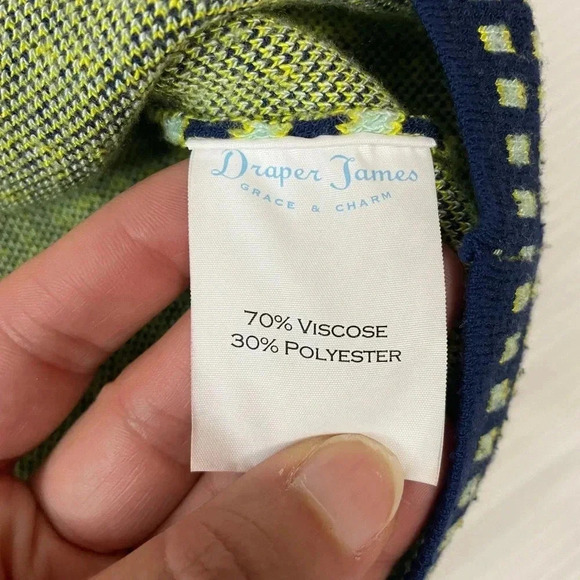 Draper James
GRACE & CHARM
70% VISCOSE
30% POLYESTER